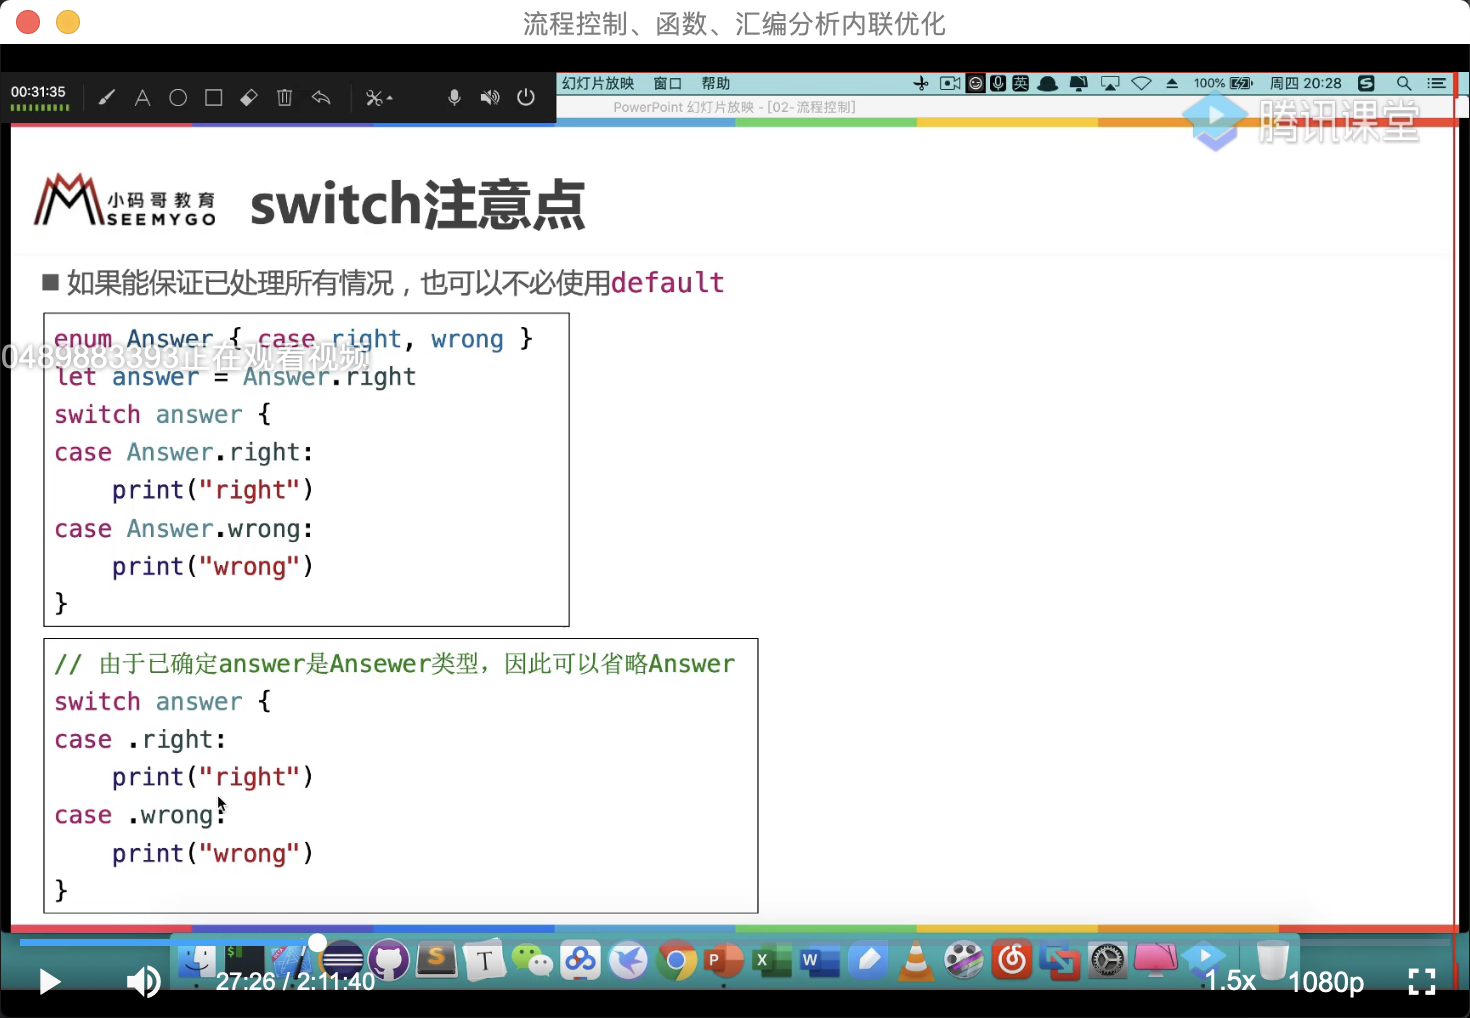 流程控制、函数、汇编分析内联优化
00:31:35
幻灯片放映 窗口 帮助
英
100%
周四 20:28
PowerPoint 幻灯片放映 - [02-流程控制]
腾讯课堂
小码哥教育
SEEMYGO
switch注意点
■ 如果能保证已处理所有情况，也可以不必使用default
enum Answer { case right, wrong }
0489883393正在观看视频
let answer = Answer.right
switch answer {
case Answer.right:
print("right")
case Answer.wrong:
print("wrong")
}
// 由于已确定answer是Ansewer类型，因此可以省略Answer
switch answer {
case .right:
print("right")
case .wrong:
print("wrong")
}
27:26 / 2:11:40
1.5x
1080p